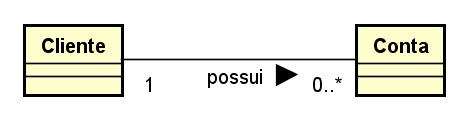 Cliente
Conta
1
possui
0..*